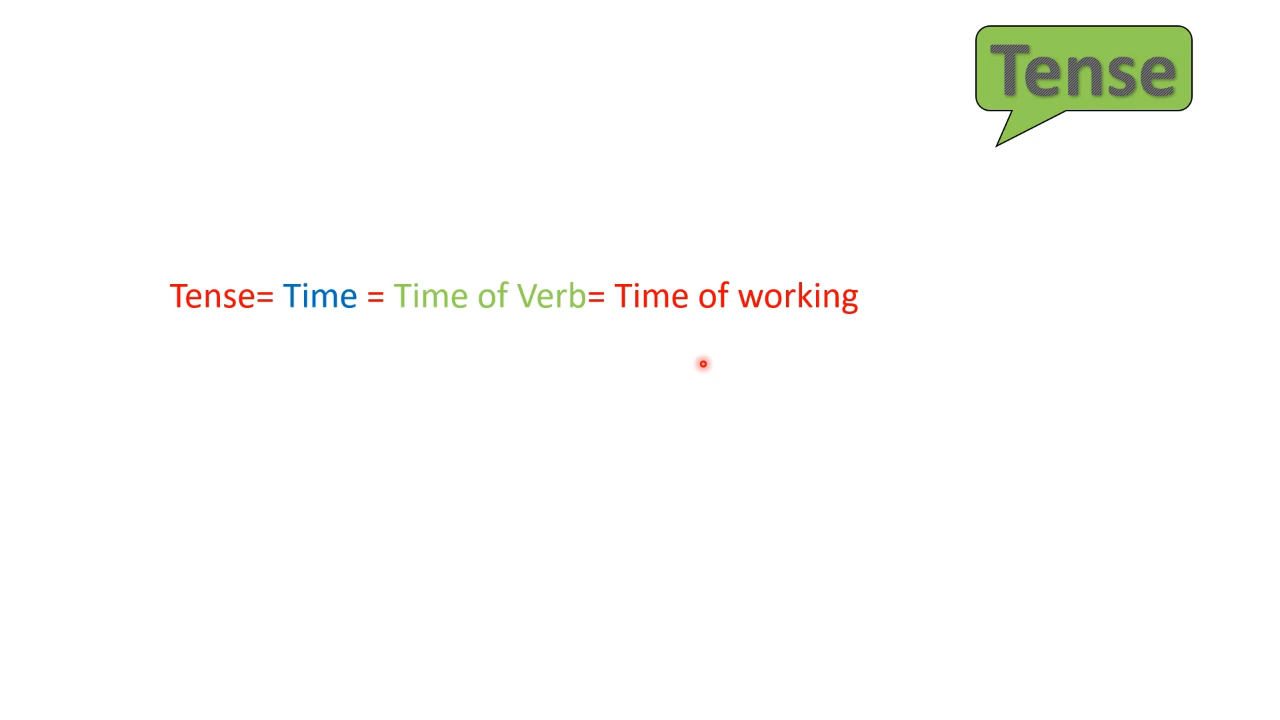 Tense
Tense= Time = Time of Verb= Time of working